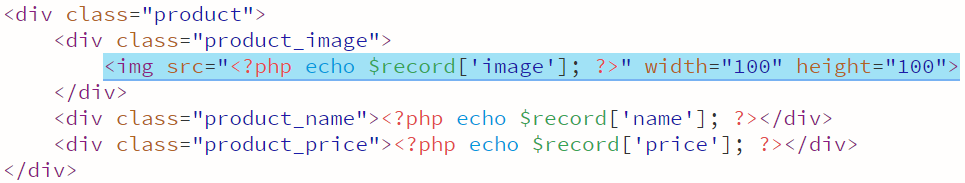 <div class="product">
    <div class="product_image">
        <img src="<?php echo $record['image']; ?>" width="100" height="100">
    </div>
    <div class="product_name"><?php echo $record['name']; ?></div>
    <div class="product_price"><?php echo $record['price']; ?></div>
</div>